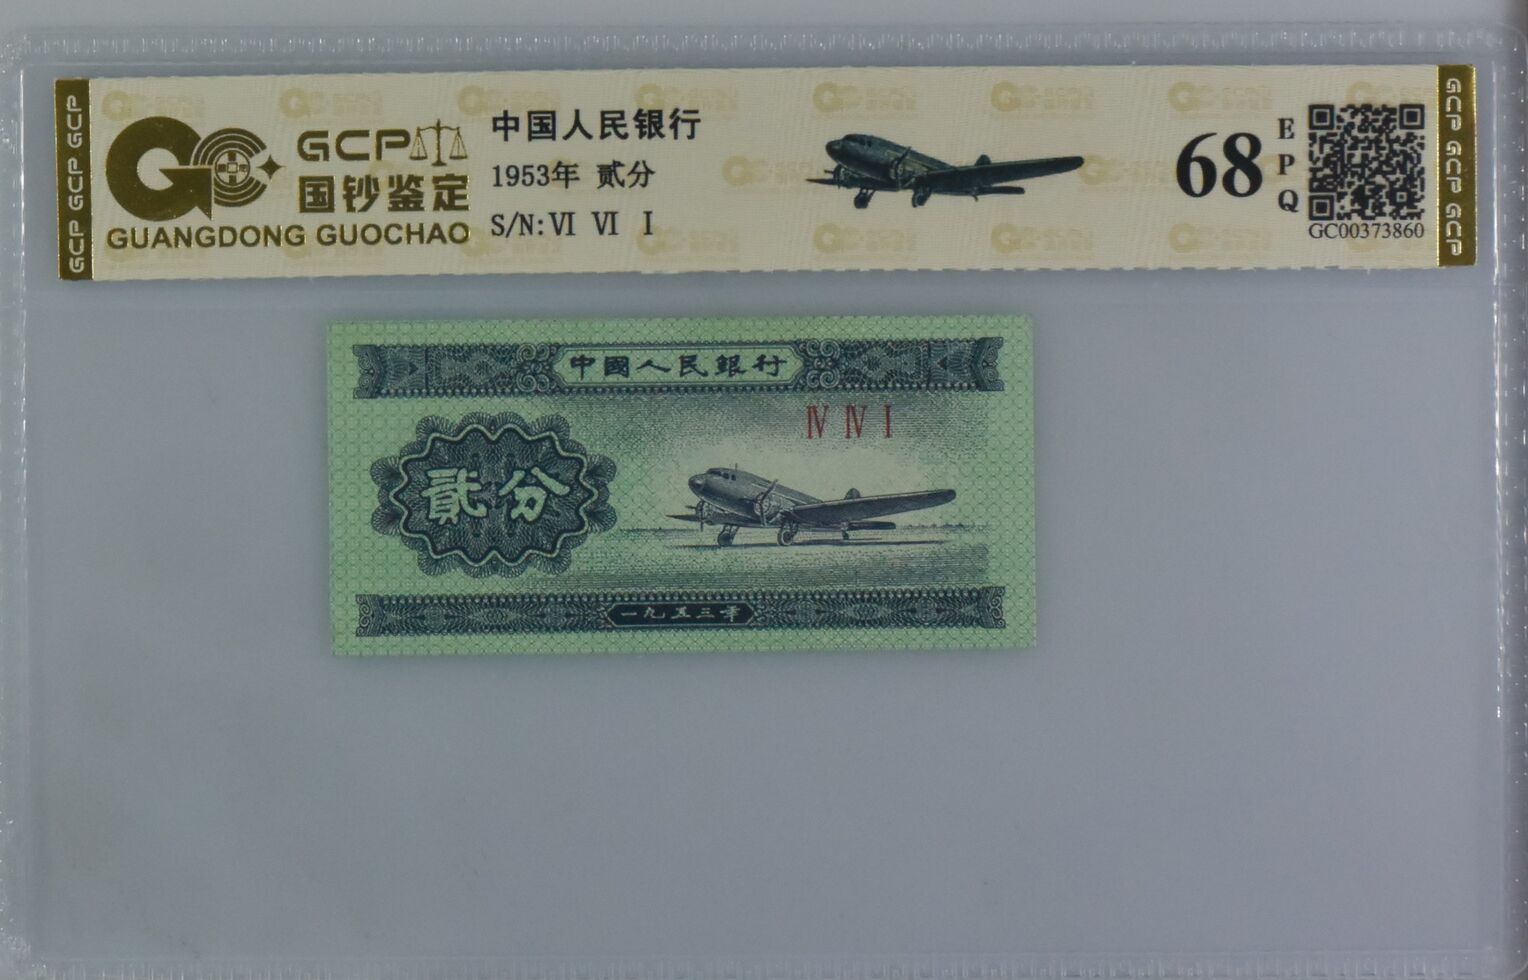 GCP GCP GCP
GCP
国钞鉴定
GUANGDONG GUOCHAO
中国人民银行
1953年 贰分
S/N: Ⅵ Ⅵ Ⅰ
68
EPQ
GC00373860
GCP GCP GCP
中國人民銀行
Ⅳ Ⅳ Ⅰ
貳分
一九五三年